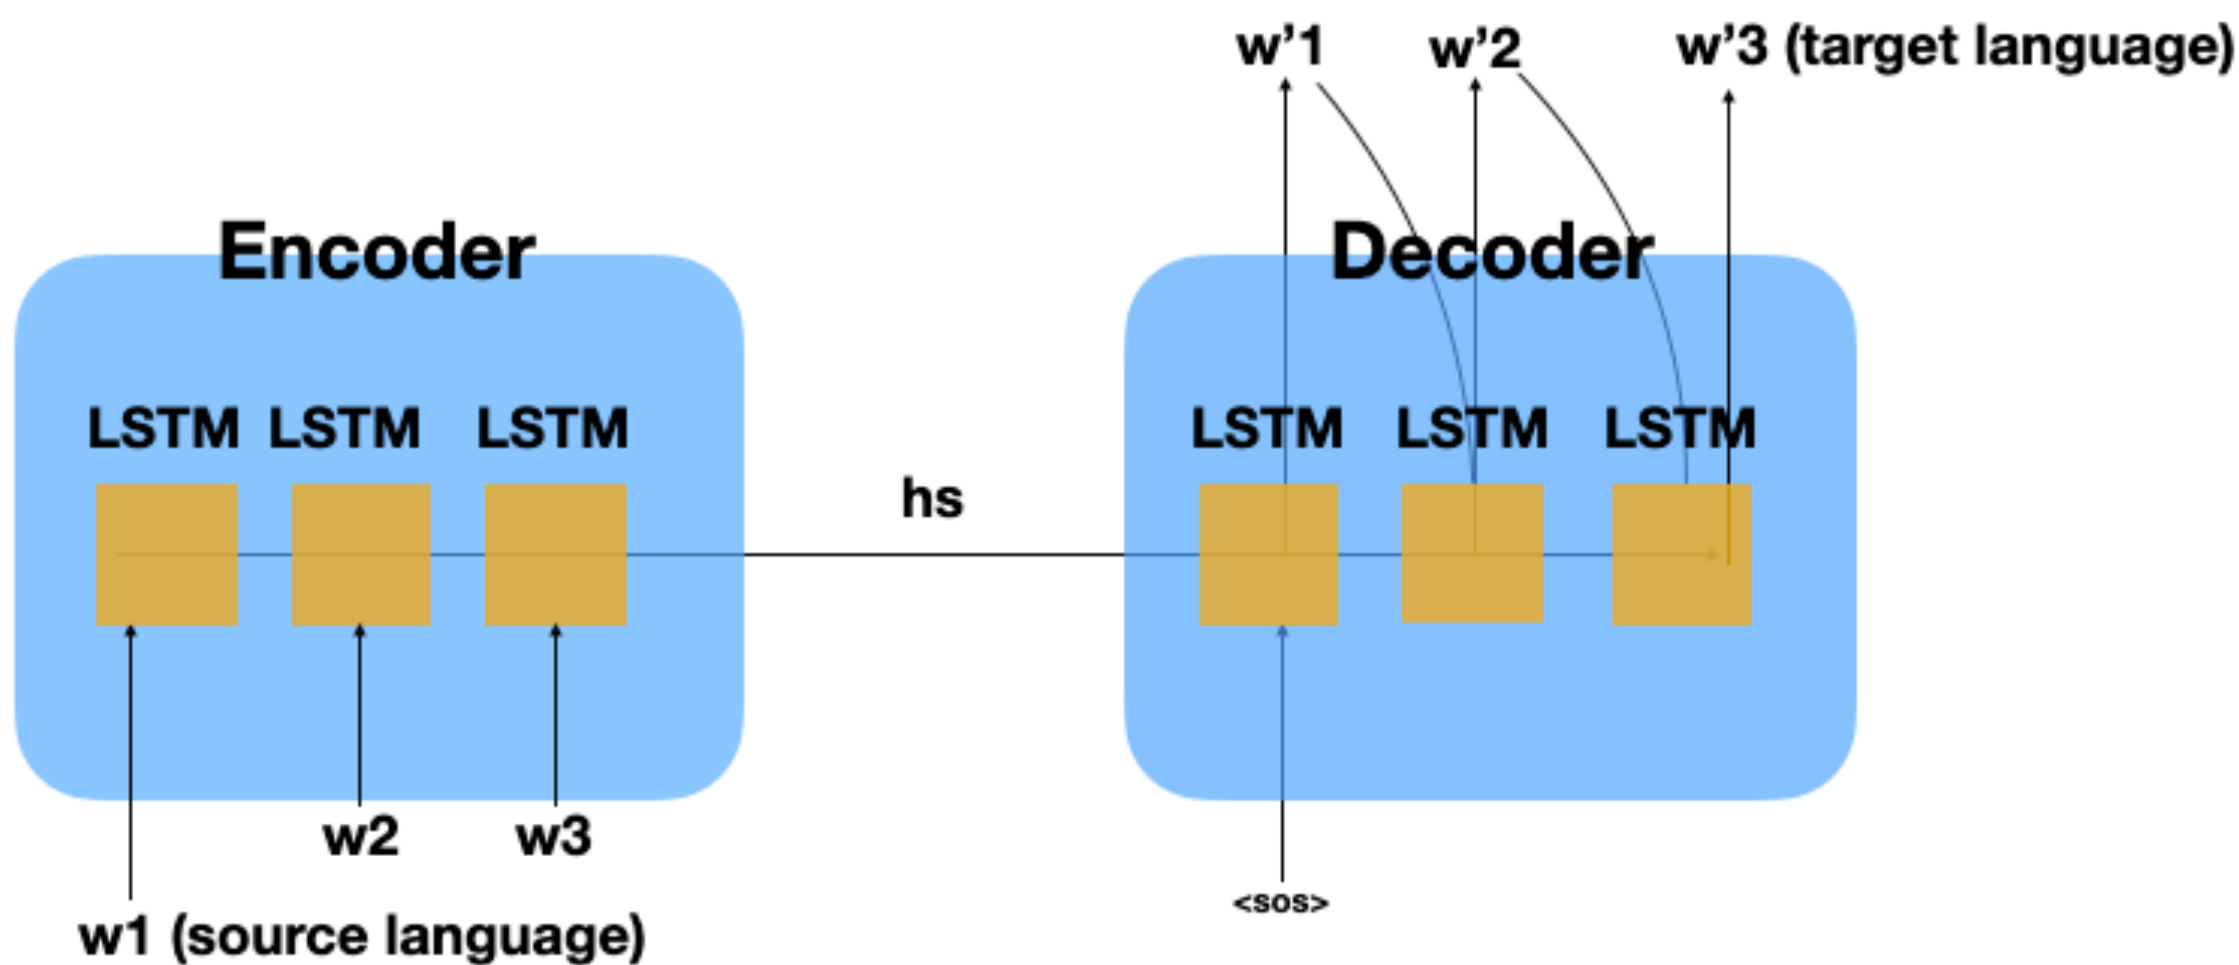 w’1
w’2
w’3 (target language)
Encoder
Decoder
LSTM
LSTM
LSTM
hs
LSTM
LSTM
LSTM
w2
w3
w1 (source language)
<sos>